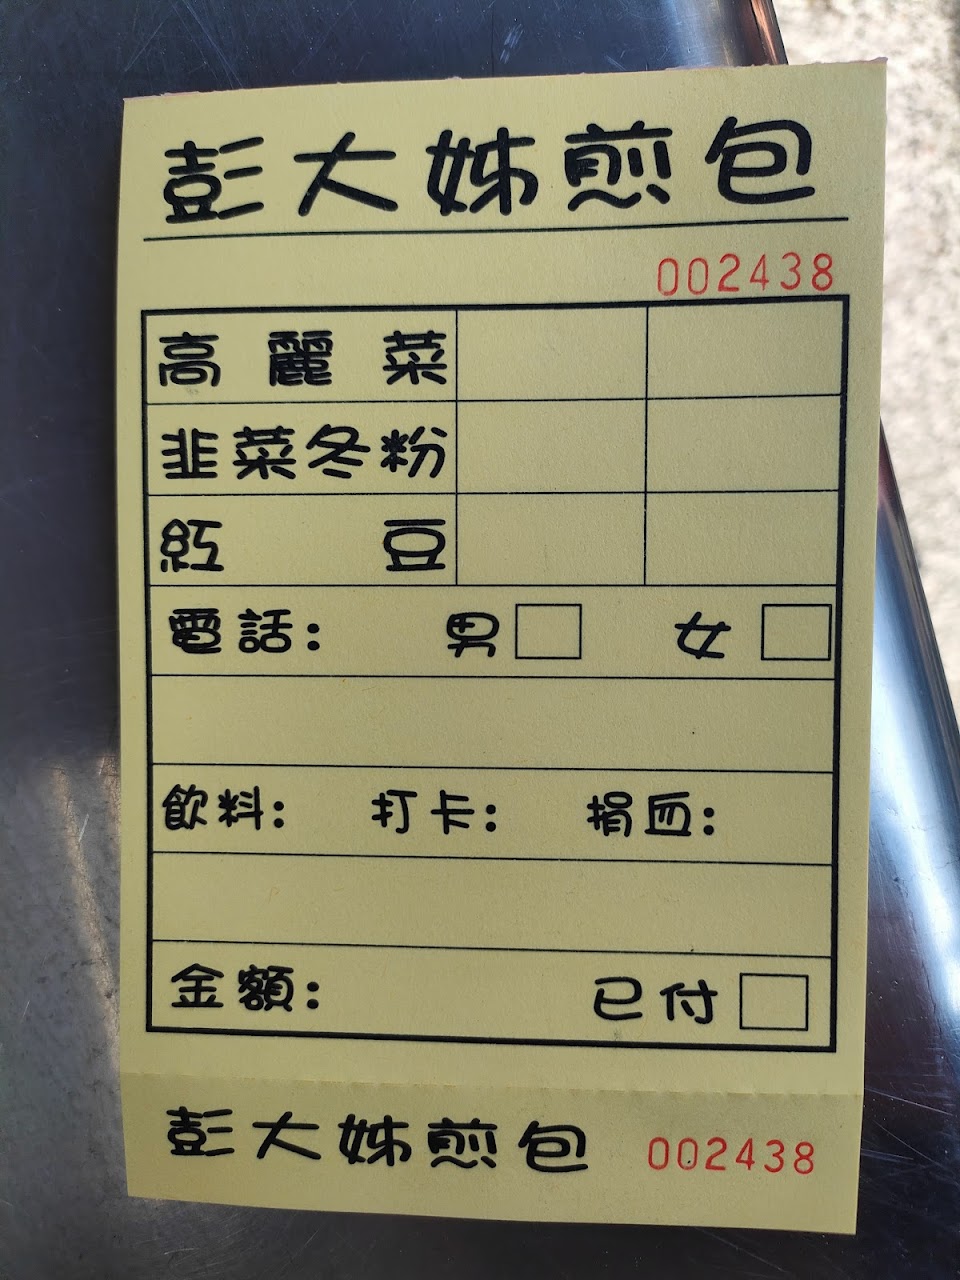 彭大姊煎包
002438
高麗菜
韭菜冬粉
紅豆
電話: 男 女
飲料: 打卡: 捐血:
金額: 已付
彭大姊煎包 002438